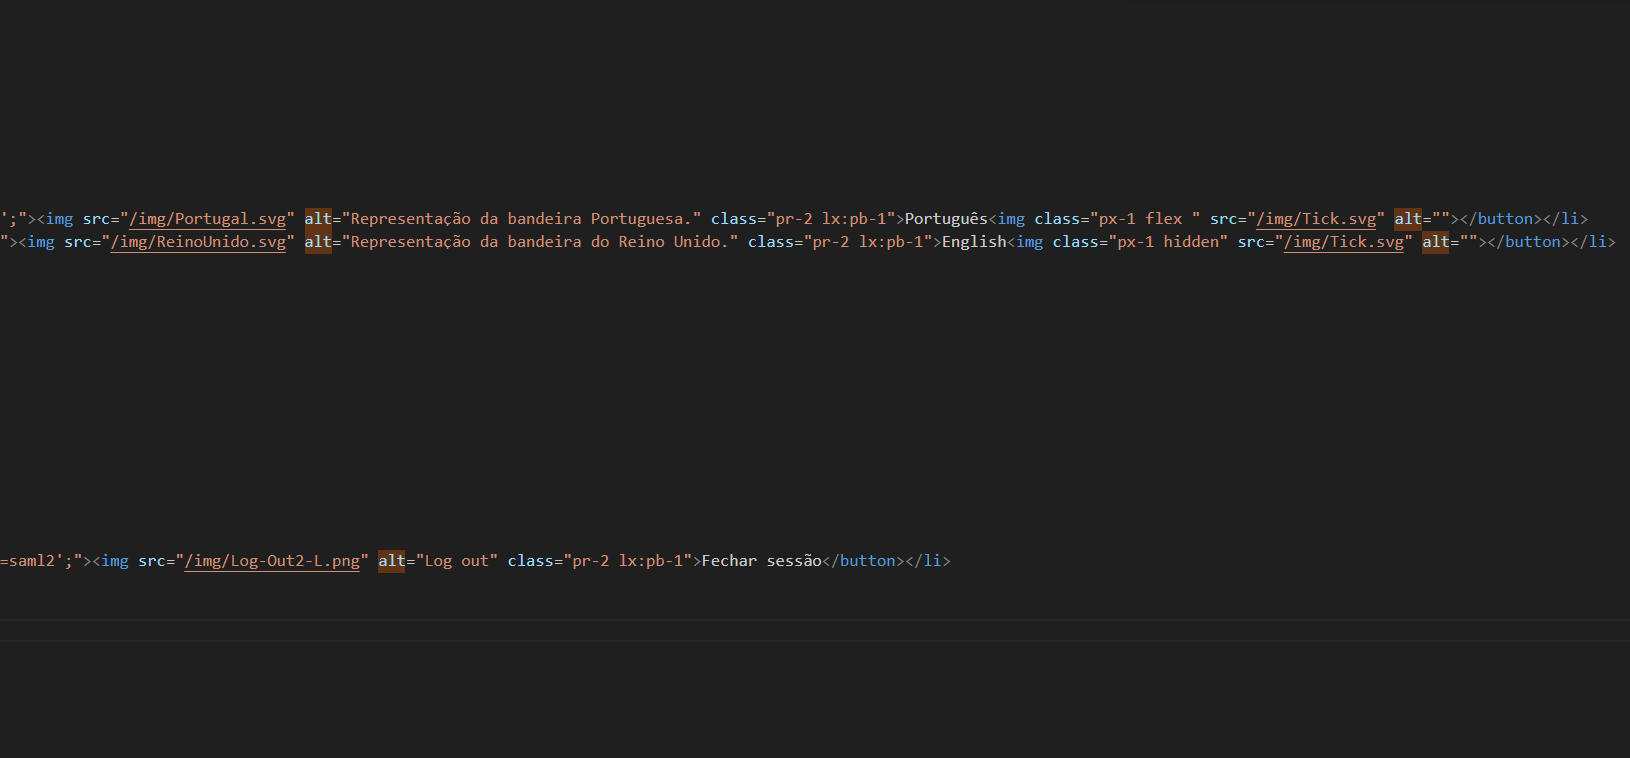 ';"><img src="/img/Portugal.svg" alt="Representação da bandeira Portuguesa." class="pr-2 lx:pb-1">Português<img class="px-1 flex " src="/img/Tick.svg" alt=""></button></li>
"><img src="/img/ReinoUnido.svg" alt="Representação da bandeira do Reino Unido." class="pr-2 lx:pb-1">English<img class="px-1 hidden" src="/img/Tick.svg" alt=""></button></li>
=saml2';"><img src="/img/Log-Out2-L.png" alt="Log out" class="pr-2 lx:pb-1">Fechar sessão</button></li>